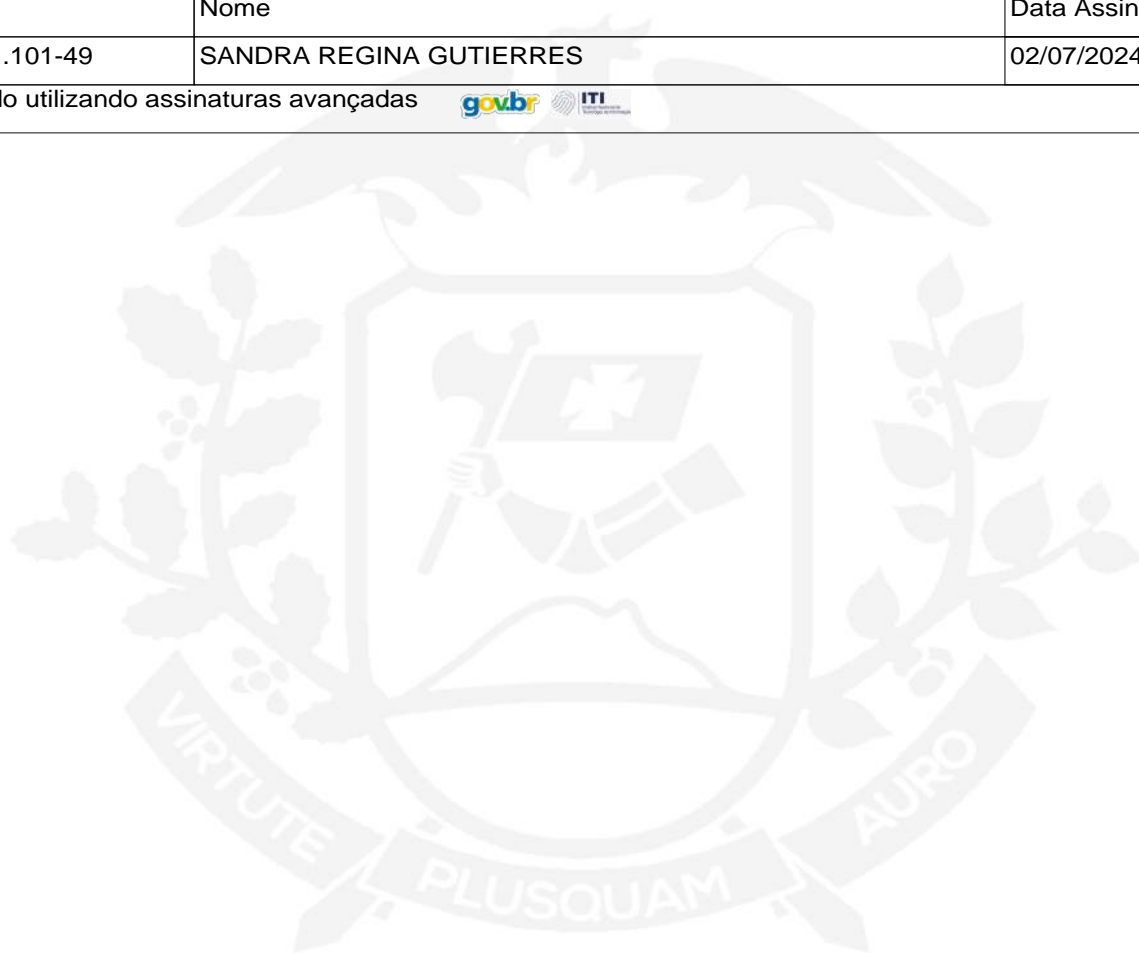 Nome Data Assin
.101-49 SANDRA REGINA GUTIERRES 02/07/2024
do utilizando assinaturas avançadas gov.br ITI
VIRTUTE PLUSQUAM AURO